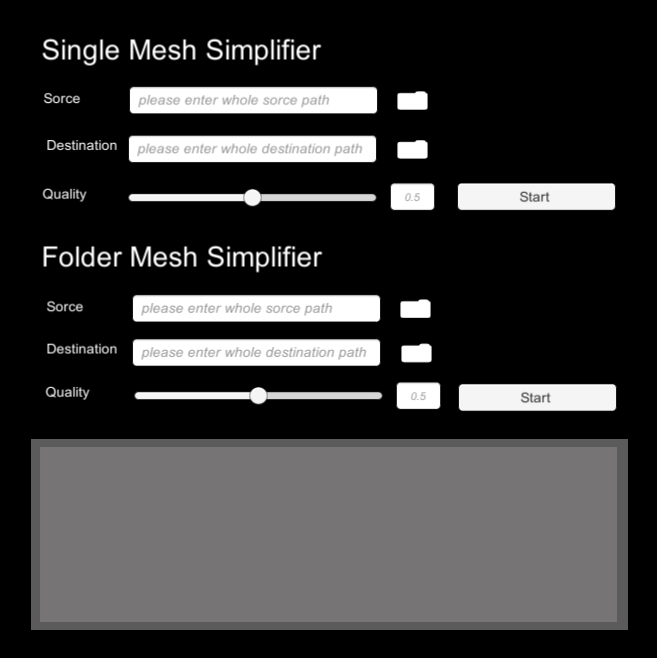 Single Mesh Simplifier
Sorce please enter whole sorce path
Destination please enter whole destination path
Quality 0.5 Start
Folder Mesh Simplifier
Sorce please enter whole sorce path
Destination please enter whole destination path
Quality 0.5 Start